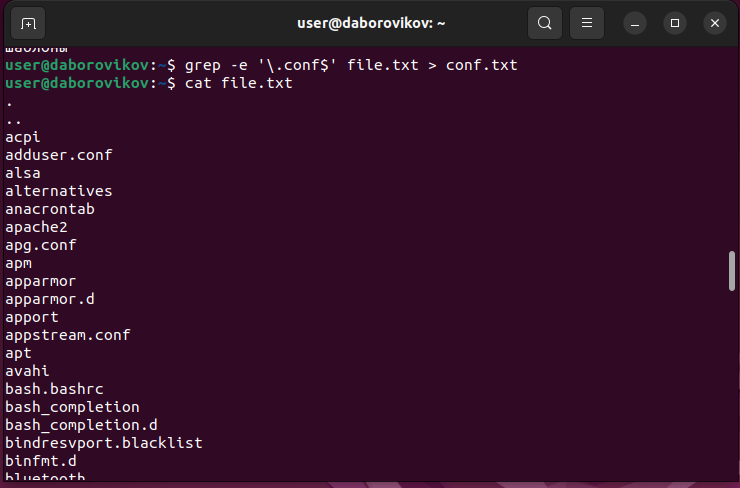 user@daborovikov: ~
шаблоны
user@daborovikov:~$ grep -e '\.conf$' file.txt > conf.txt
user@daborovikov:~$ cat file.txt
.
..
acpi
adduser.conf
alsa
alternatives
anacrontab
apache2
apg.conf
apm
apparmor
apparmor.d
apport
appstream.conf
apt
avahi
bash.bashrc
bash_completion
bash_completion.d
bindresvport.blacklist
binfmt.d
bluetooth